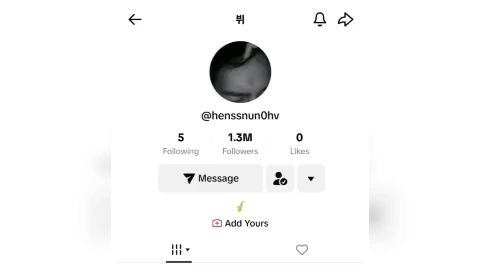 뷔
@henssnun0hv
5 1.3M 0
Following Followers Likes
Message
Add Yours